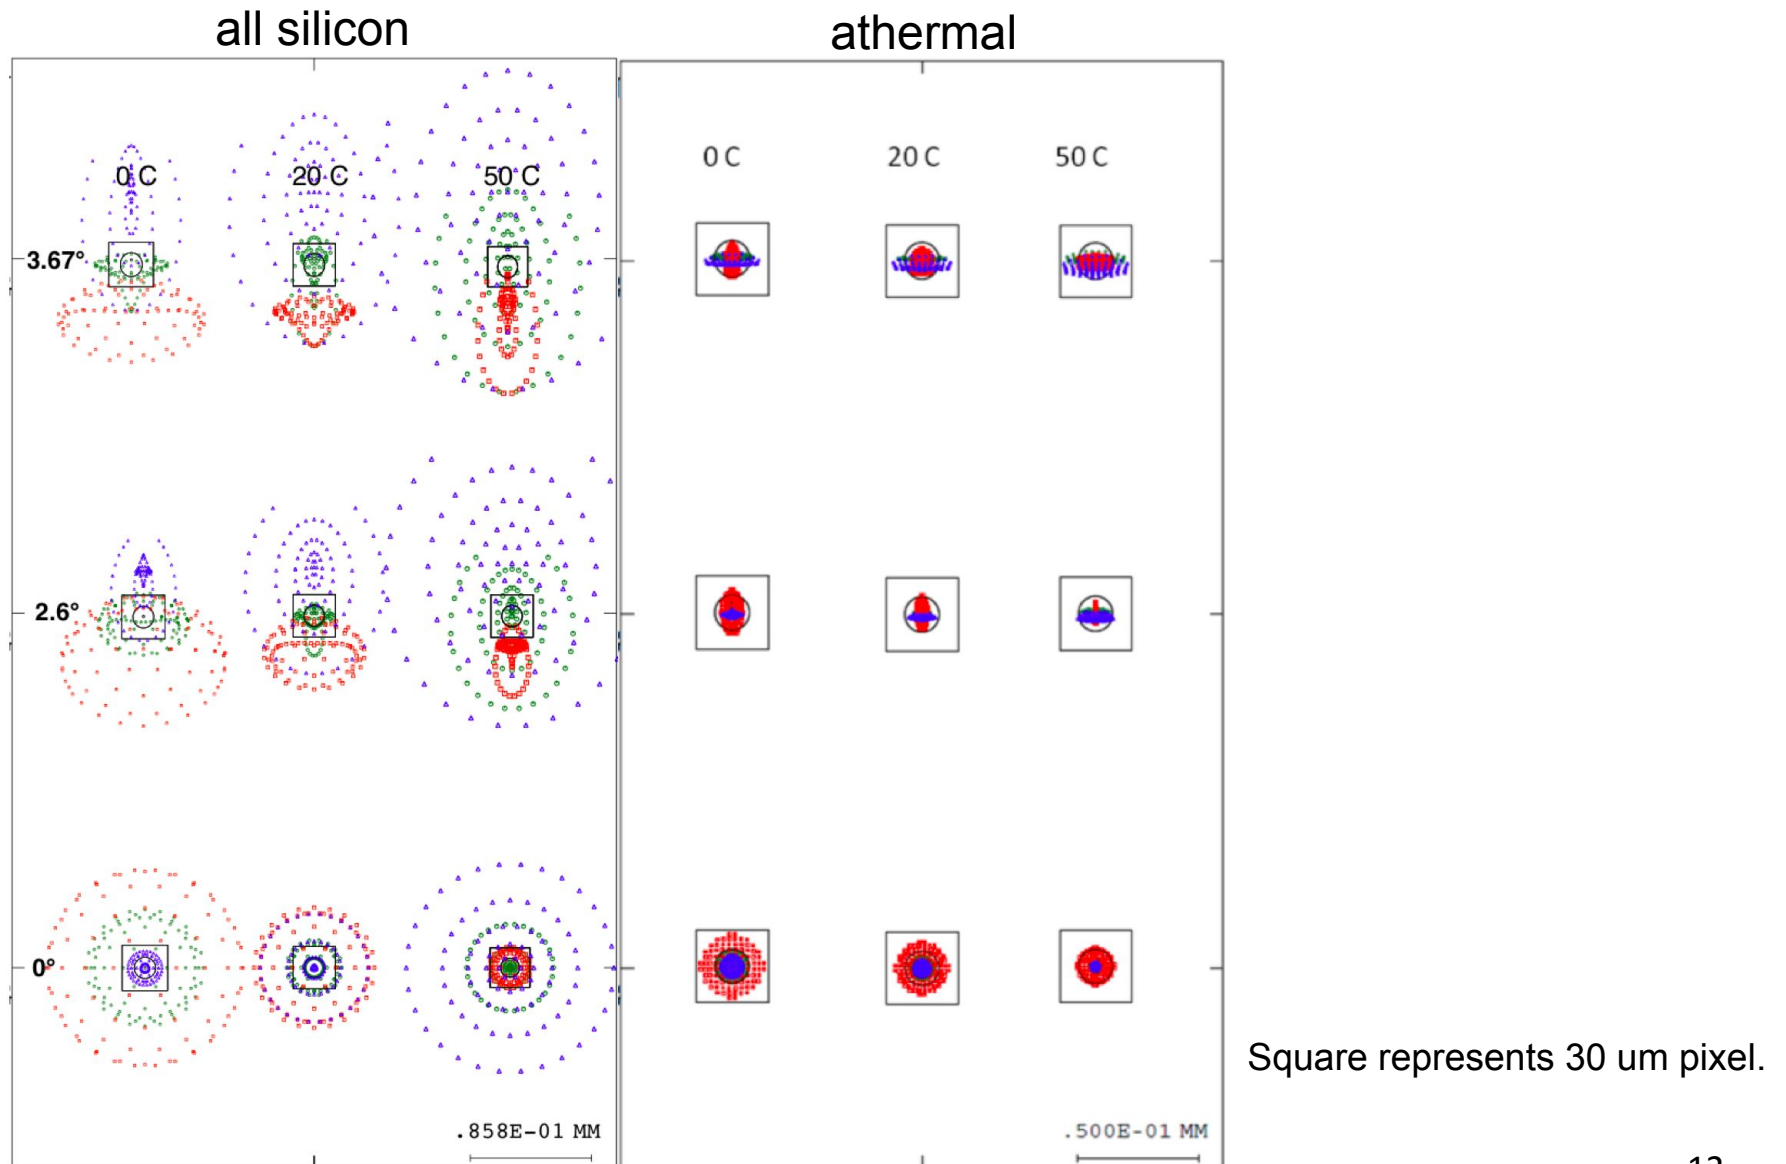 all silicon
athermal
0 C
20 C
50 C
0 C
20 C
50 C
3.67°
2.6°
0°
Square represents 30 um pixel.
.858E-01 MM
.500E-01 MM